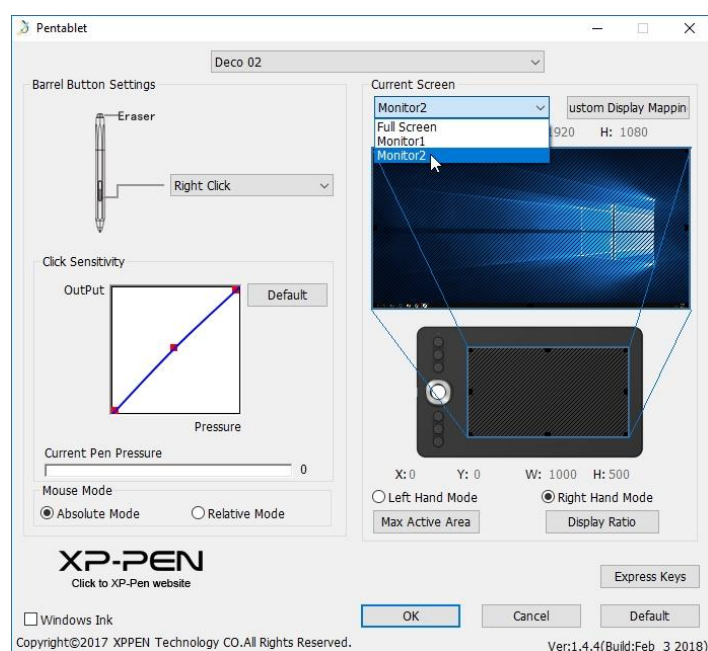 Pentablet
Deco 02
Barrel Button Settings
Eraser
Right Click
Click Sensitivity
OutPut
Default
Pressure
Current Pen Pressure
0
Mouse Mode
Absolute Mode
Relative Mode
XP-PEN
Click to XP-Pen website
Windows Ink
Current Screen
Monitor2
ustom Display Mappin
Full Screen
Monitor1
Monitor2
1920 H: 1080
X: 0 Y: 0 W: 1000 H: 500
Left Hand Mode
Right Hand Mode
Max Active Area
Display Ratio
Express Keys
OK
Cancel
Default
Copyright©2017 XPPEN Technology CO.All Rights Reserved.
Ver:1.4.4(Build:Feb 3 2018)